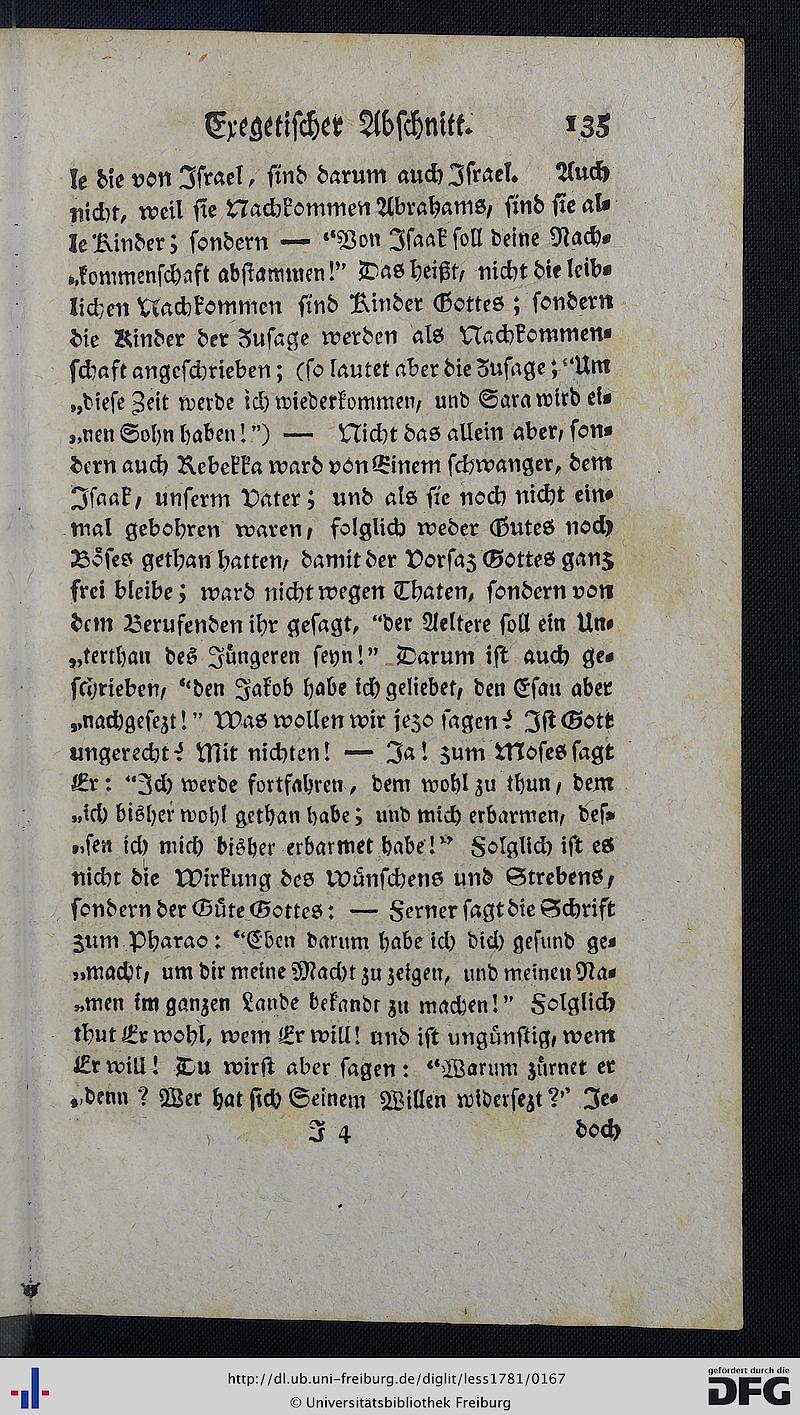 Exegetischer Abschnitt. 135
le die von Israel, sind darum auch Israel. Auch
nicht, weil sie Nachkommen Abrahams, sind sie al-
le Kinder; sondern — “Von Isaak soll deine Nach-
„kommenschaft abstammen!” Das heißt, nicht die leib-
lichen Nachkommen sind Kinder Gottes; sondern
die Kinder der Zusage werden als Nachkommen-
schaft angeschrieben; (so lautet aber die Zusage; “Um
„diese Zeit werde ich wiederkommen, und Sara wird ei-
„nen Sohn haben!”) — Nicht das allein aber, son-
dern auch Rebekka ward von Einem schwanger, dem
Isaak, unserm Vater; und als sie noch nicht ein-
mal gebohren waren, folglich weder Gutes noch
Böses gethan hatten, damit der Vorsaz Gottes ganz
frei bleibe; ward nicht wegen Thaten, sondern von
dem Berufenden ihr gesagt, “der Aeltere soll ein Un-
„terthan des Jüngeren seyn!” Darum ist auch ge-
schrieben, “den Jakob habe ich geliebet, den Esau aber
„nachgesezt!” Was wollen wir jezo sagen? Ist Gott
ungerecht? Mit nichten! — Ja! zum Moses sagt
Er: “Ich werde fortfahren, dem wohl zu thun, dem
„ich bisher wohl gethan habe; und mich erbarmen, des-
„sen ich mich bisher erbarmet habe!” Folglich ist es
nicht die Wirkung des Wünschens und Strebens,
sondern der Güte Gottes: — Ferner sagt die Schrift
zum Pharao: “Eben darum habe ich dich gesund ge-
„macht, um dir meine Macht zu zeigen, und meinen Na-
„men im ganzen Lande bekandt zu machen!” Folglich
thut Er wohl, wem Er will! und ist ungünstig, wem
Er will! Du wirst aber sagen: “Warum zürnet er
„denn? Wer hat sich Seinem Willen widersezt?” Je-
I 4 doch
http://dl.ub.uni-freiburg.de/diglit/less1781/0167
© Universitätsbibliothek Freiburg
gefördert durch die
DFG